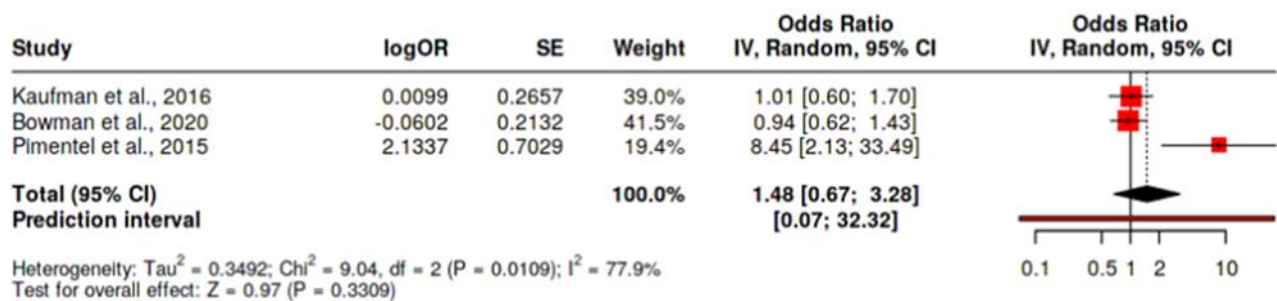 Odds Ratio Odds Ratio
Study logOR SE Weight IV, Random, 95% CI IV, Random, 95% CI
Kaufman et al., 2016 0.0099 0.2657 39.0% 1.01 [0.60; 1.70]
Bowman et al., 2020 -0.0602 0.2132 41.5% 0.94 [0.62; 1.43]
Pimentel et al., 2015 2.1337 0.7029 19.4% 8.45 [2.13; 33.49]
Total (95% CI) 100.0% 1.48 [0.67; 3.28]
Prediction interval [0.07; 32.32]
Heterogeneity: Tau² = 0.3492; Chi² = 9.04, df = 2 (P = 0.0109); I² = 77.9%
0.1 0.5 1 2 10
Test for overall effect: Z = 0.97 (P = 0.3309)